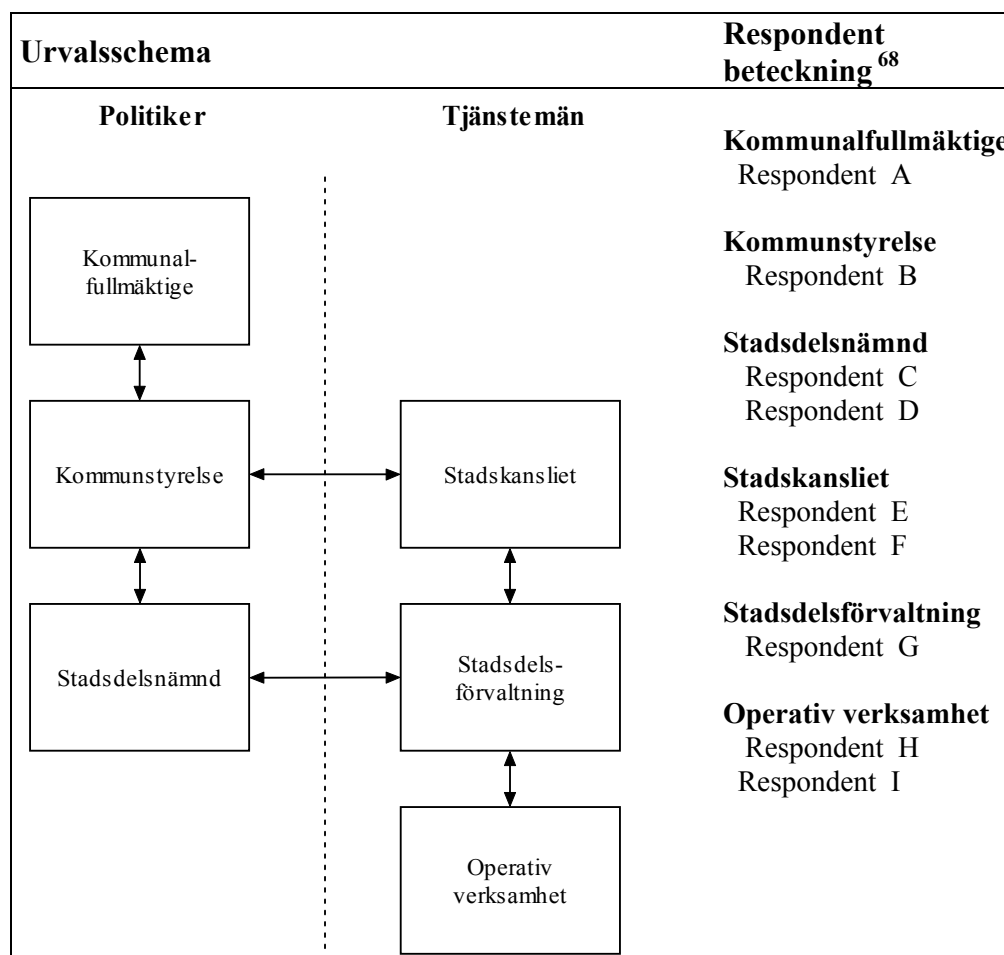 Urvalsschema
Respondent
beteckning 68
Politiker
Tjänstemän
Kommunal-
fullmäktige
Kommunstyrelse
Stadskansliet
Stadsdelsnämnd
Stadsdels-
förvaltning
Operativ
verksamhet
Kommunalfullmäktige
Respondent A
Kommunstyrelse
Respondent B
Stadsdelsnämnd
Respondent C
Respondent D
Stadskansliet
Respondent E
Respondent F
Stadsdelsförvaltning
Respondent G
Operativ verksamhet
Respondent H
Respondent I